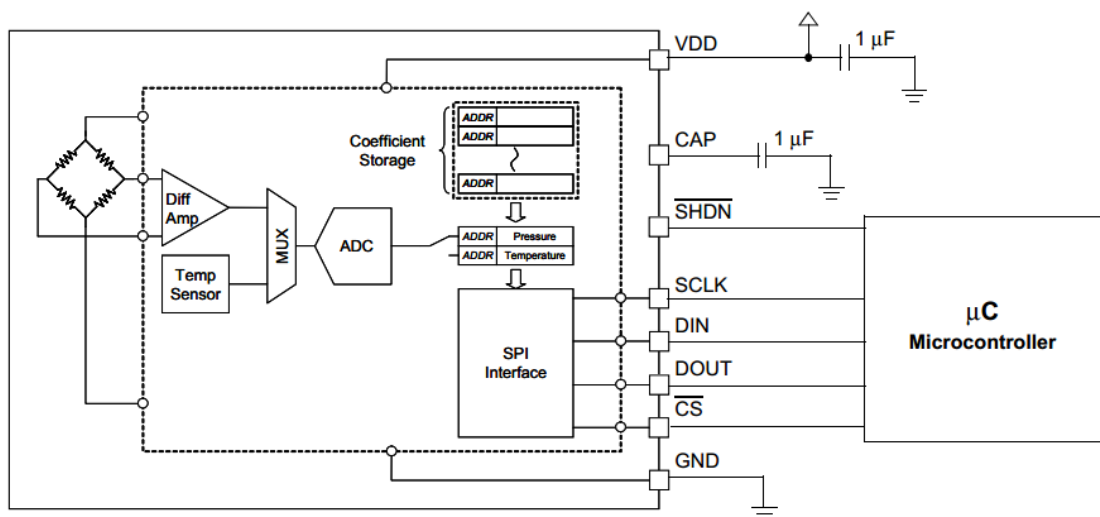 VDD
1 μF
CAP
1 μF
SHDN
SCLK
DIN
DOUT
CS
GND
μC
Microcontroller
Coefficient
Storage
ADDR
ADDR
ADDR
ADDR Pressure
ADDR Temperature
Diff
Amp
MUX
ADC
Temp
Sensor
SPI
Interface